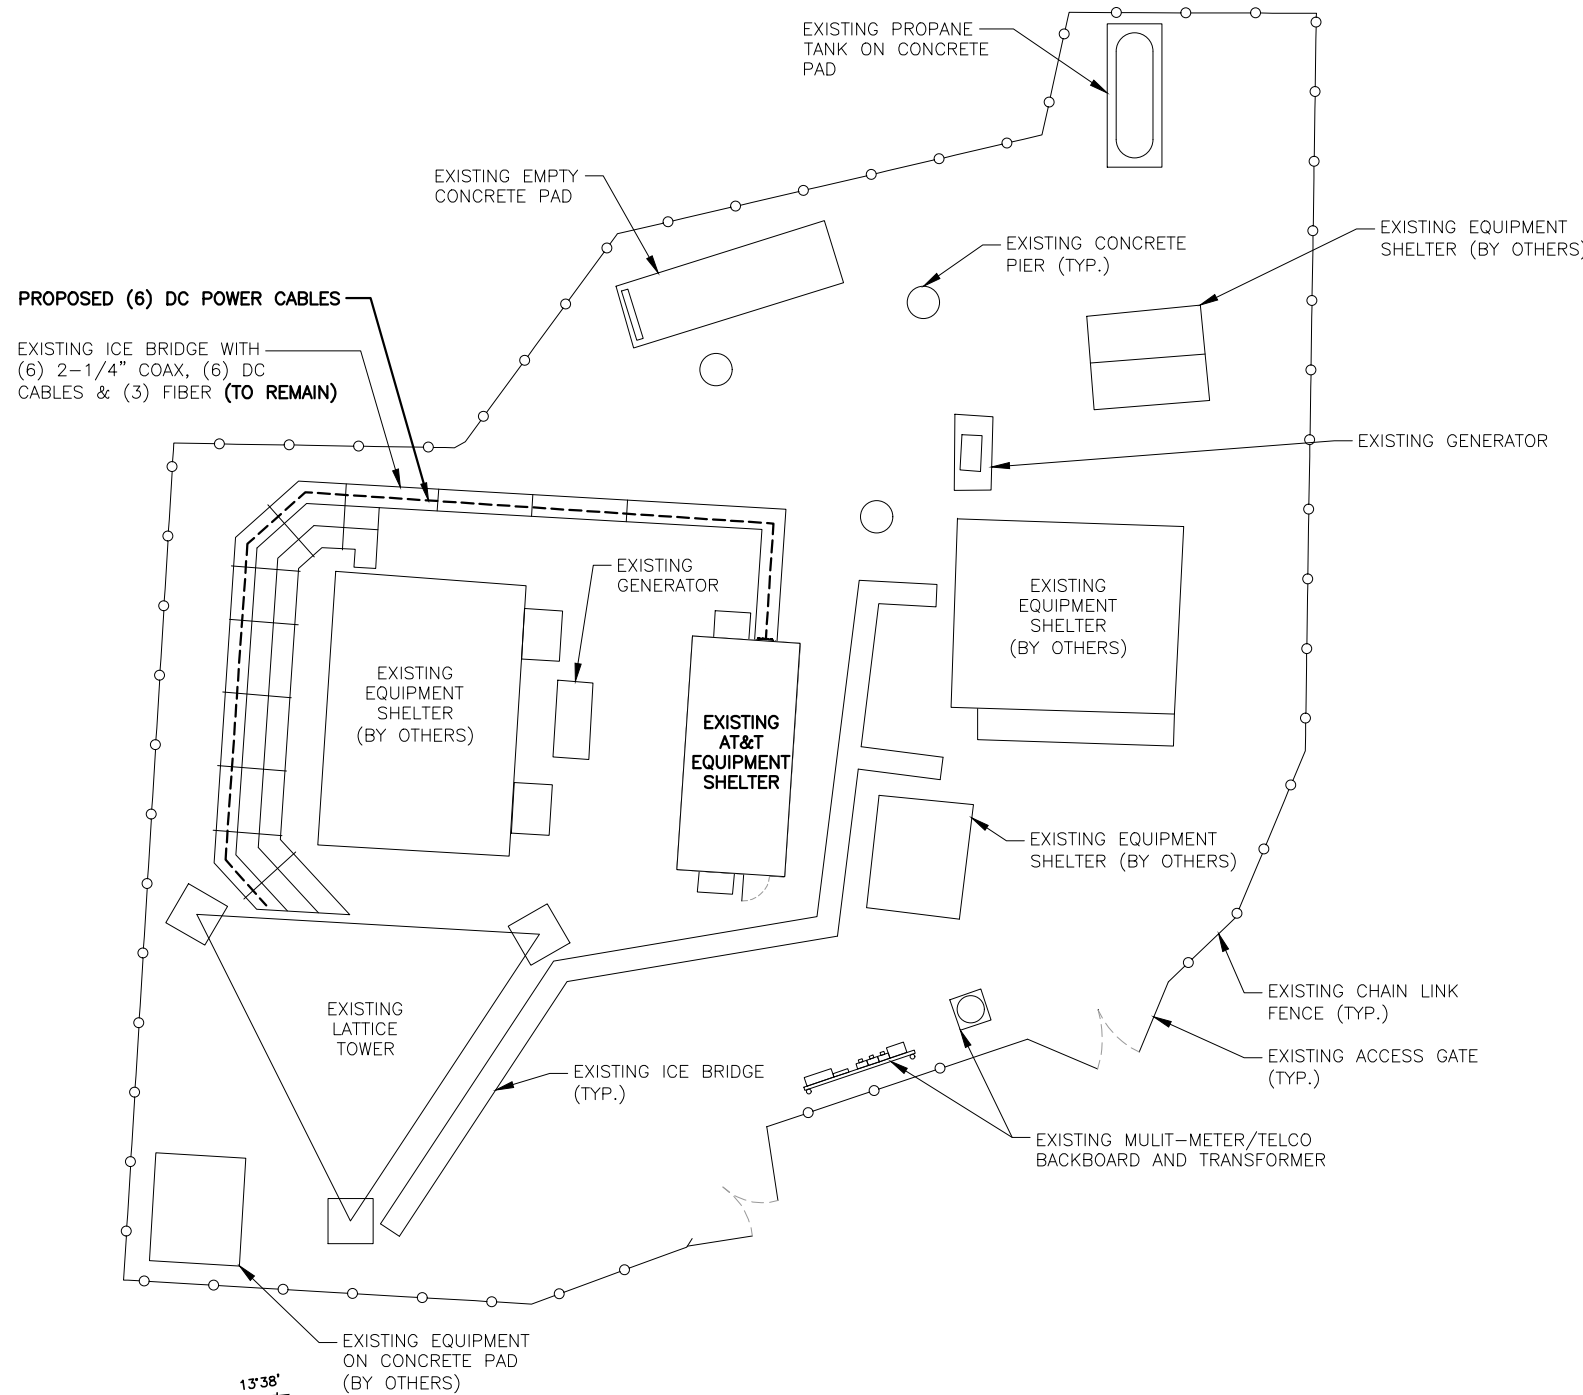 EXISTING PROPANE
TANK ON CONCRETE
PAD
EXISTING EMPTY
CONCRETE PAD
EXISTING CONCRETE
PIER (TYP.)
EXISTING EQUIPMENT
SHELTER (BY OTHERS)
PROPOSED (6) DC POWER CABLES
EXISTING ICE BRIDGE WITH
(6) 2-1/4" COAX, (6) DC
CABLES & (3) FIBER (TO REMAIN)
EXISTING GENERATOR
EXISTING
GENERATOR
EXISTING
EQUIPMENT
SHELTER
(BY OTHERS)
EXISTING
EQUIPMENT
SHELTER
(BY OTHERS)
EXISTING
AT&T
EQUIPMENT
SHELTER
EXISTING EQUIPMENT
SHELTER (BY OTHERS)
EXISTING CHAIN LINK
FENCE (TYP.)
EXISTING
LATTICE
TOWER
EXISTING ACCESS GATE
(TYP.)
EXISTING ICE BRIDGE
(TYP.)
EXISTING MULIT-METER/TELCO
BACKBOARD AND TRANSFORMER
EXISTING EQUIPMENT
ON CONCRETE PAD
(BY OTHERS)
13°38'